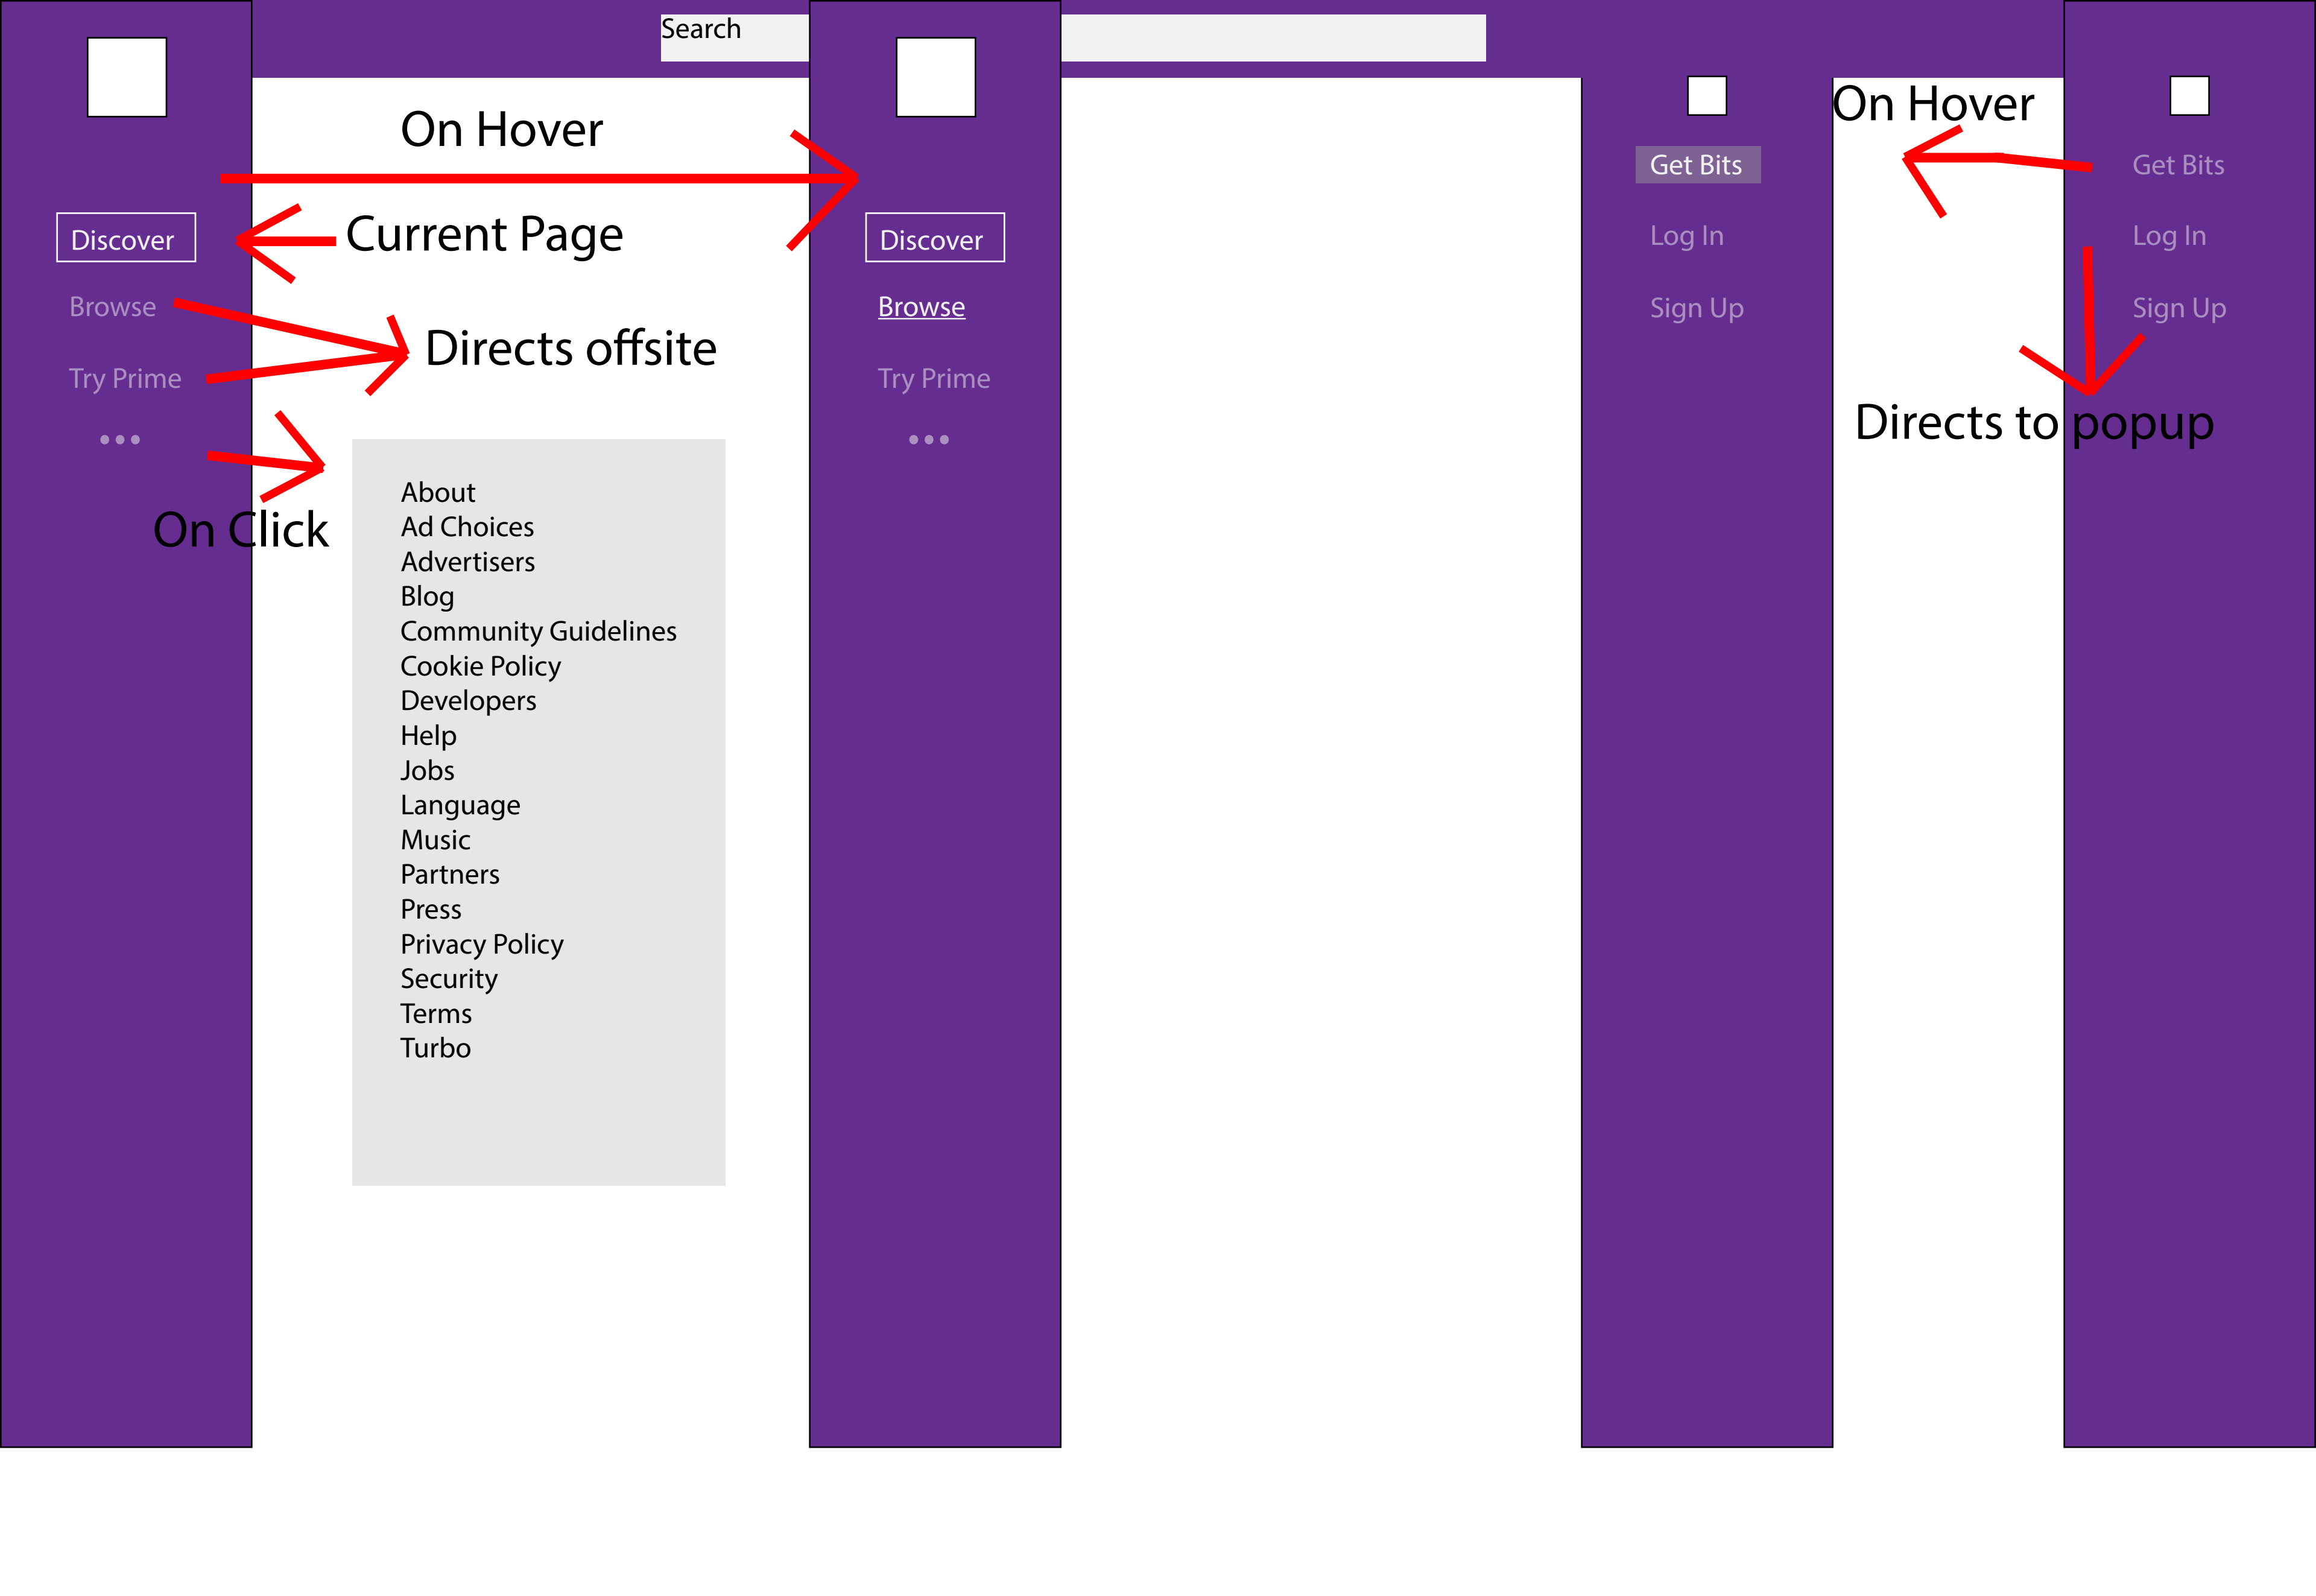 Search
On Hover
Current Page
Discover
Browse
Try Prime
•••
Directs offsite
On Click
About
Ad Choices
Advertisers
Blog
Community Guidelines
Cookie Policy
Developers
Help
Jobs
Language
Music
Partners
Press
Privacy Policy
Security
Terms
Turbo
Discover
Browse
Try Prime
•••
Get Bits
Log In
Sign Up
On Hover
Get Bits
Log In
Sign Up
Directs to popup